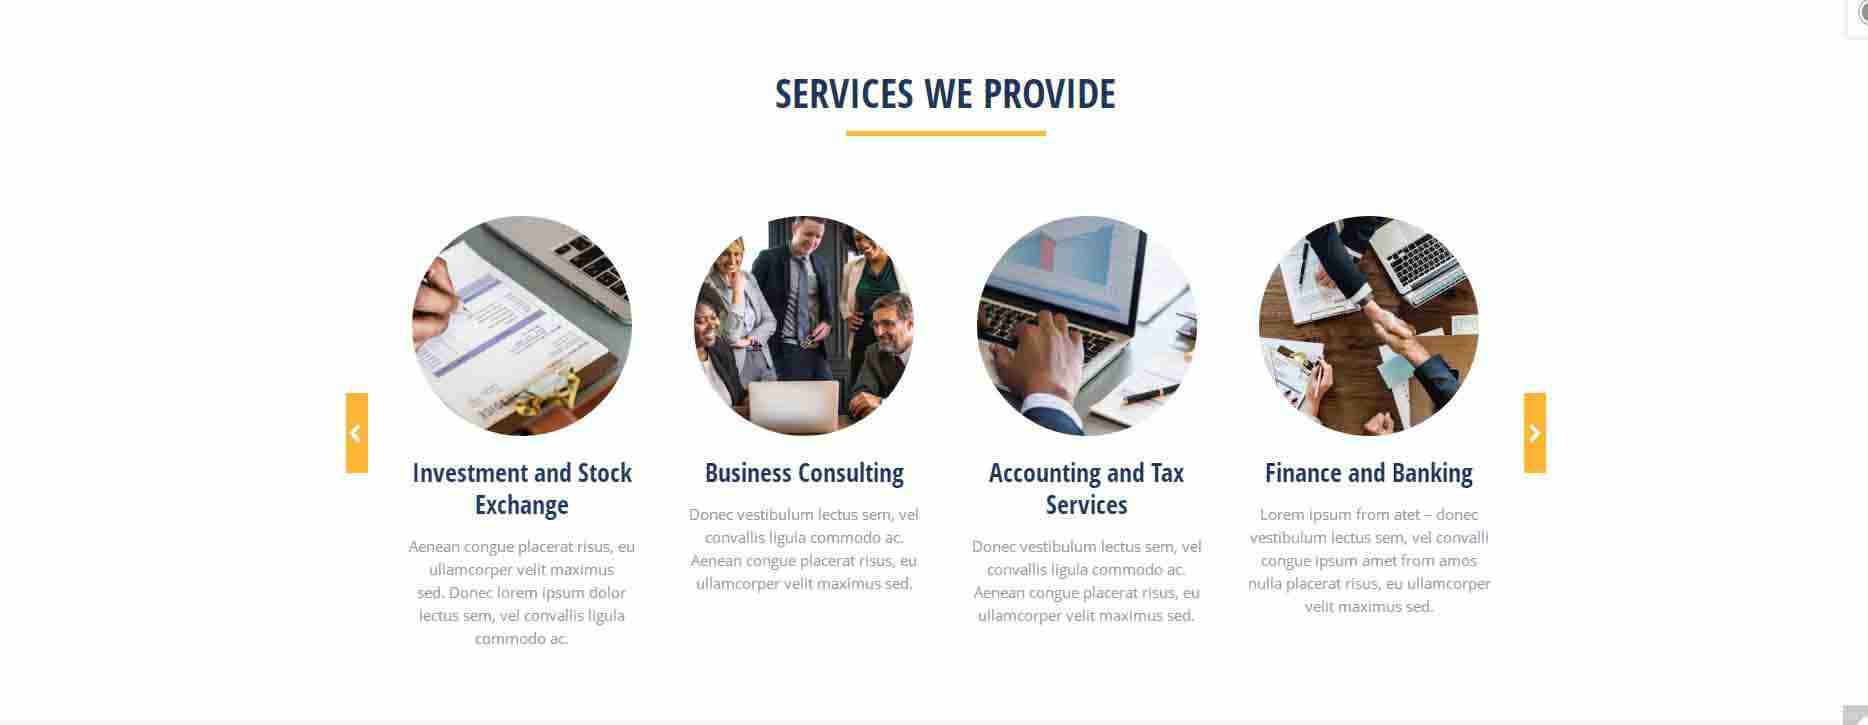 SERVICES WE PROVIDE
Investment and Stock
Exchange
Aenean congue placerat risus, eu
ullamcorper velit maximus
sed. Donec lorem ipsum dolor
lectus sem, vel convallis ligula
commodo ac.
Business Consulting
Donec vestibulum lectus sem, vel
convallis ligula commodo ac.
Aenean congue placerat risus, eu
ullamcorper velit maximus sed.
Accounting and Tax
Services
Donec vestibulum lectus sem, vel
convallis ligula commodo ac.
Aenean congue placerat risus, eu
ullamcorper velit maximus sed.
Finance and Banking
Lorem ipsum from atet – donec
vestibulum lectus sem, vel convalli
congue ipsum amet from amos
nulla placerat risus, eu ullamcorper
velit maximus sed.